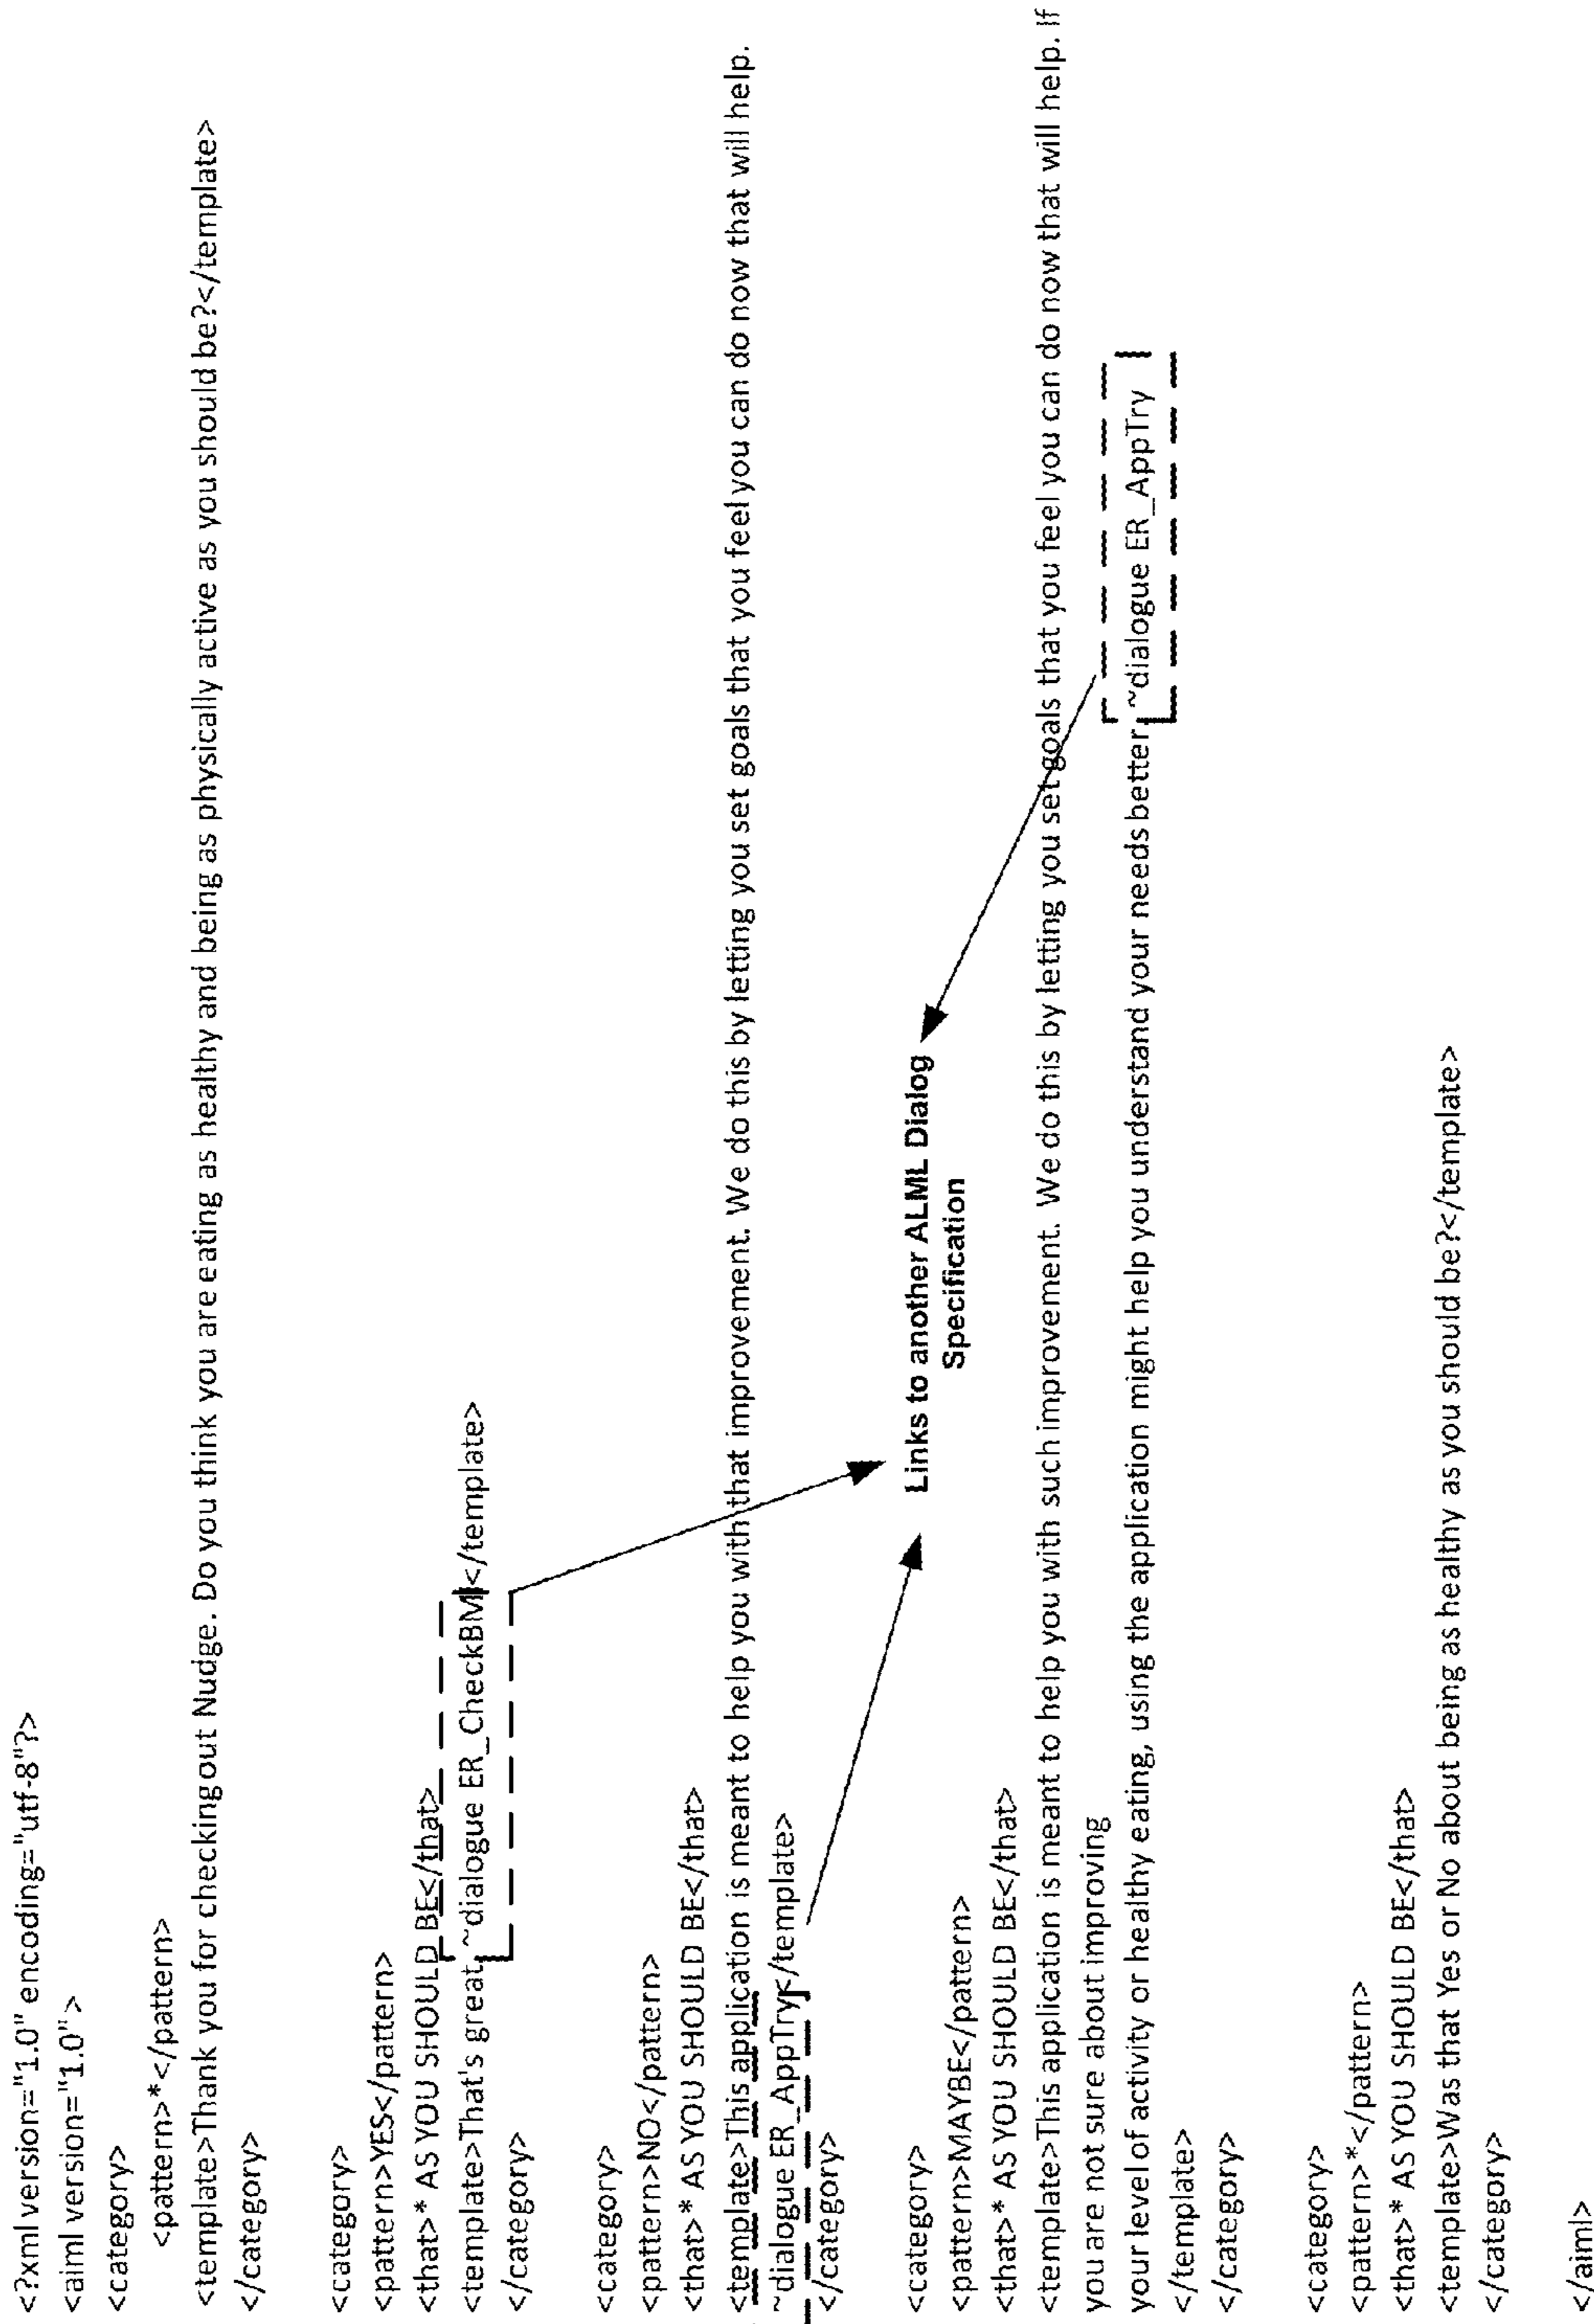 <?xml version="1.0" encoding="utf-8"?>
<aiml version="1.0">
<category>
<pattern>*</pattern>
<template>Thank you for checking out Nudge. Do you think you are eating as healthy and being as physically active as you should be?</template>
</category>
<category>
<pattern>YES</pattern>
<that>* AS YOU SHOULD BE</that>
<template>That's great ~dialogue ER_CheckBMI</template>
</category>
<category>
<pattern>NO</pattern>
<that>* AS YOU SHOULD BE</that>
<template>This application is meant to help you with that improvement. We do this by letting you set goals that you feel you can do now that will help.
~dialogue ER_AppTry</template>
</category>
Links to another ALML Dialog
Specification
<category>
<pattern>MAYBE</pattern>
<that>* AS YOU SHOULD BE</that>
<template>This application is meant to help you with such improvement. We do this by letting you set goals that you feel you can do now that will help. If
you are not sure about improving
your level of activity or healthy eating, using the application might help you understand your needs better. ~dialogue ER_AppTry
</template>
</category>
<category>
<pattern>*</pattern>
<that>* AS YOU SHOULD BE</that>
<template>Was that Yes or No about being as healthy as you should be?</template>
</category>
</aiml>